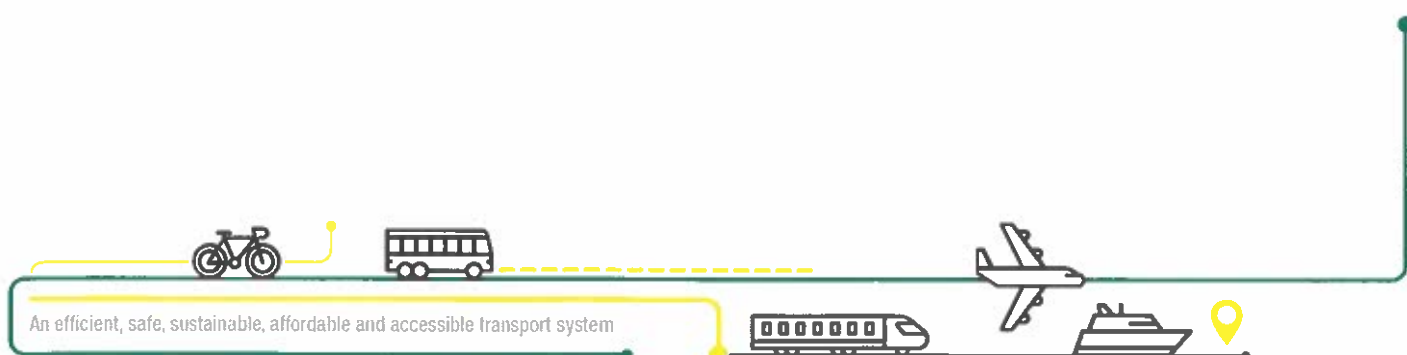 An efficient, safe, sustainable, affordable and accessible transport system